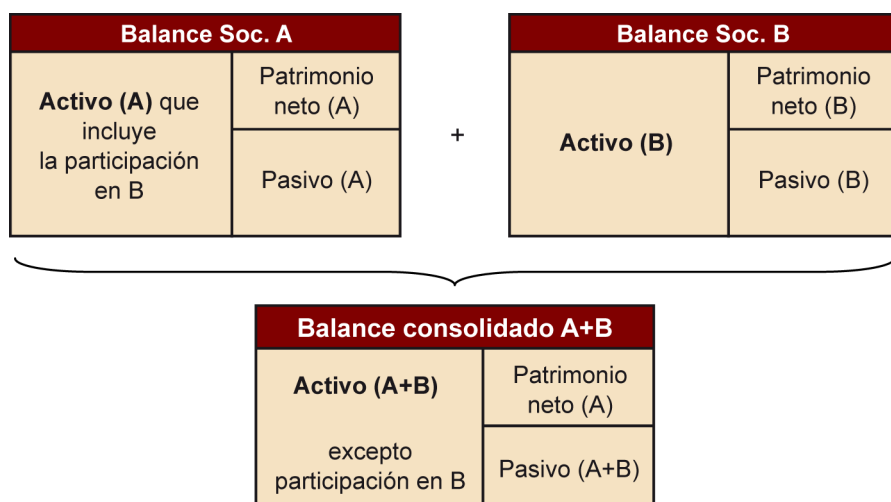 Balance Soc. A
Activo (A) que
incluye
la participación
en B
Patrimonio
neto (A)
Pasivo (A)
+
Balance Soc. B
Activo (B)
Patrimonio
neto (B)
Pasivo (B)
Balance consolidado A+B
Activo (A+B)
excepto
participación en B
Patrimonio
neto (A)
Pasivo (A+B)